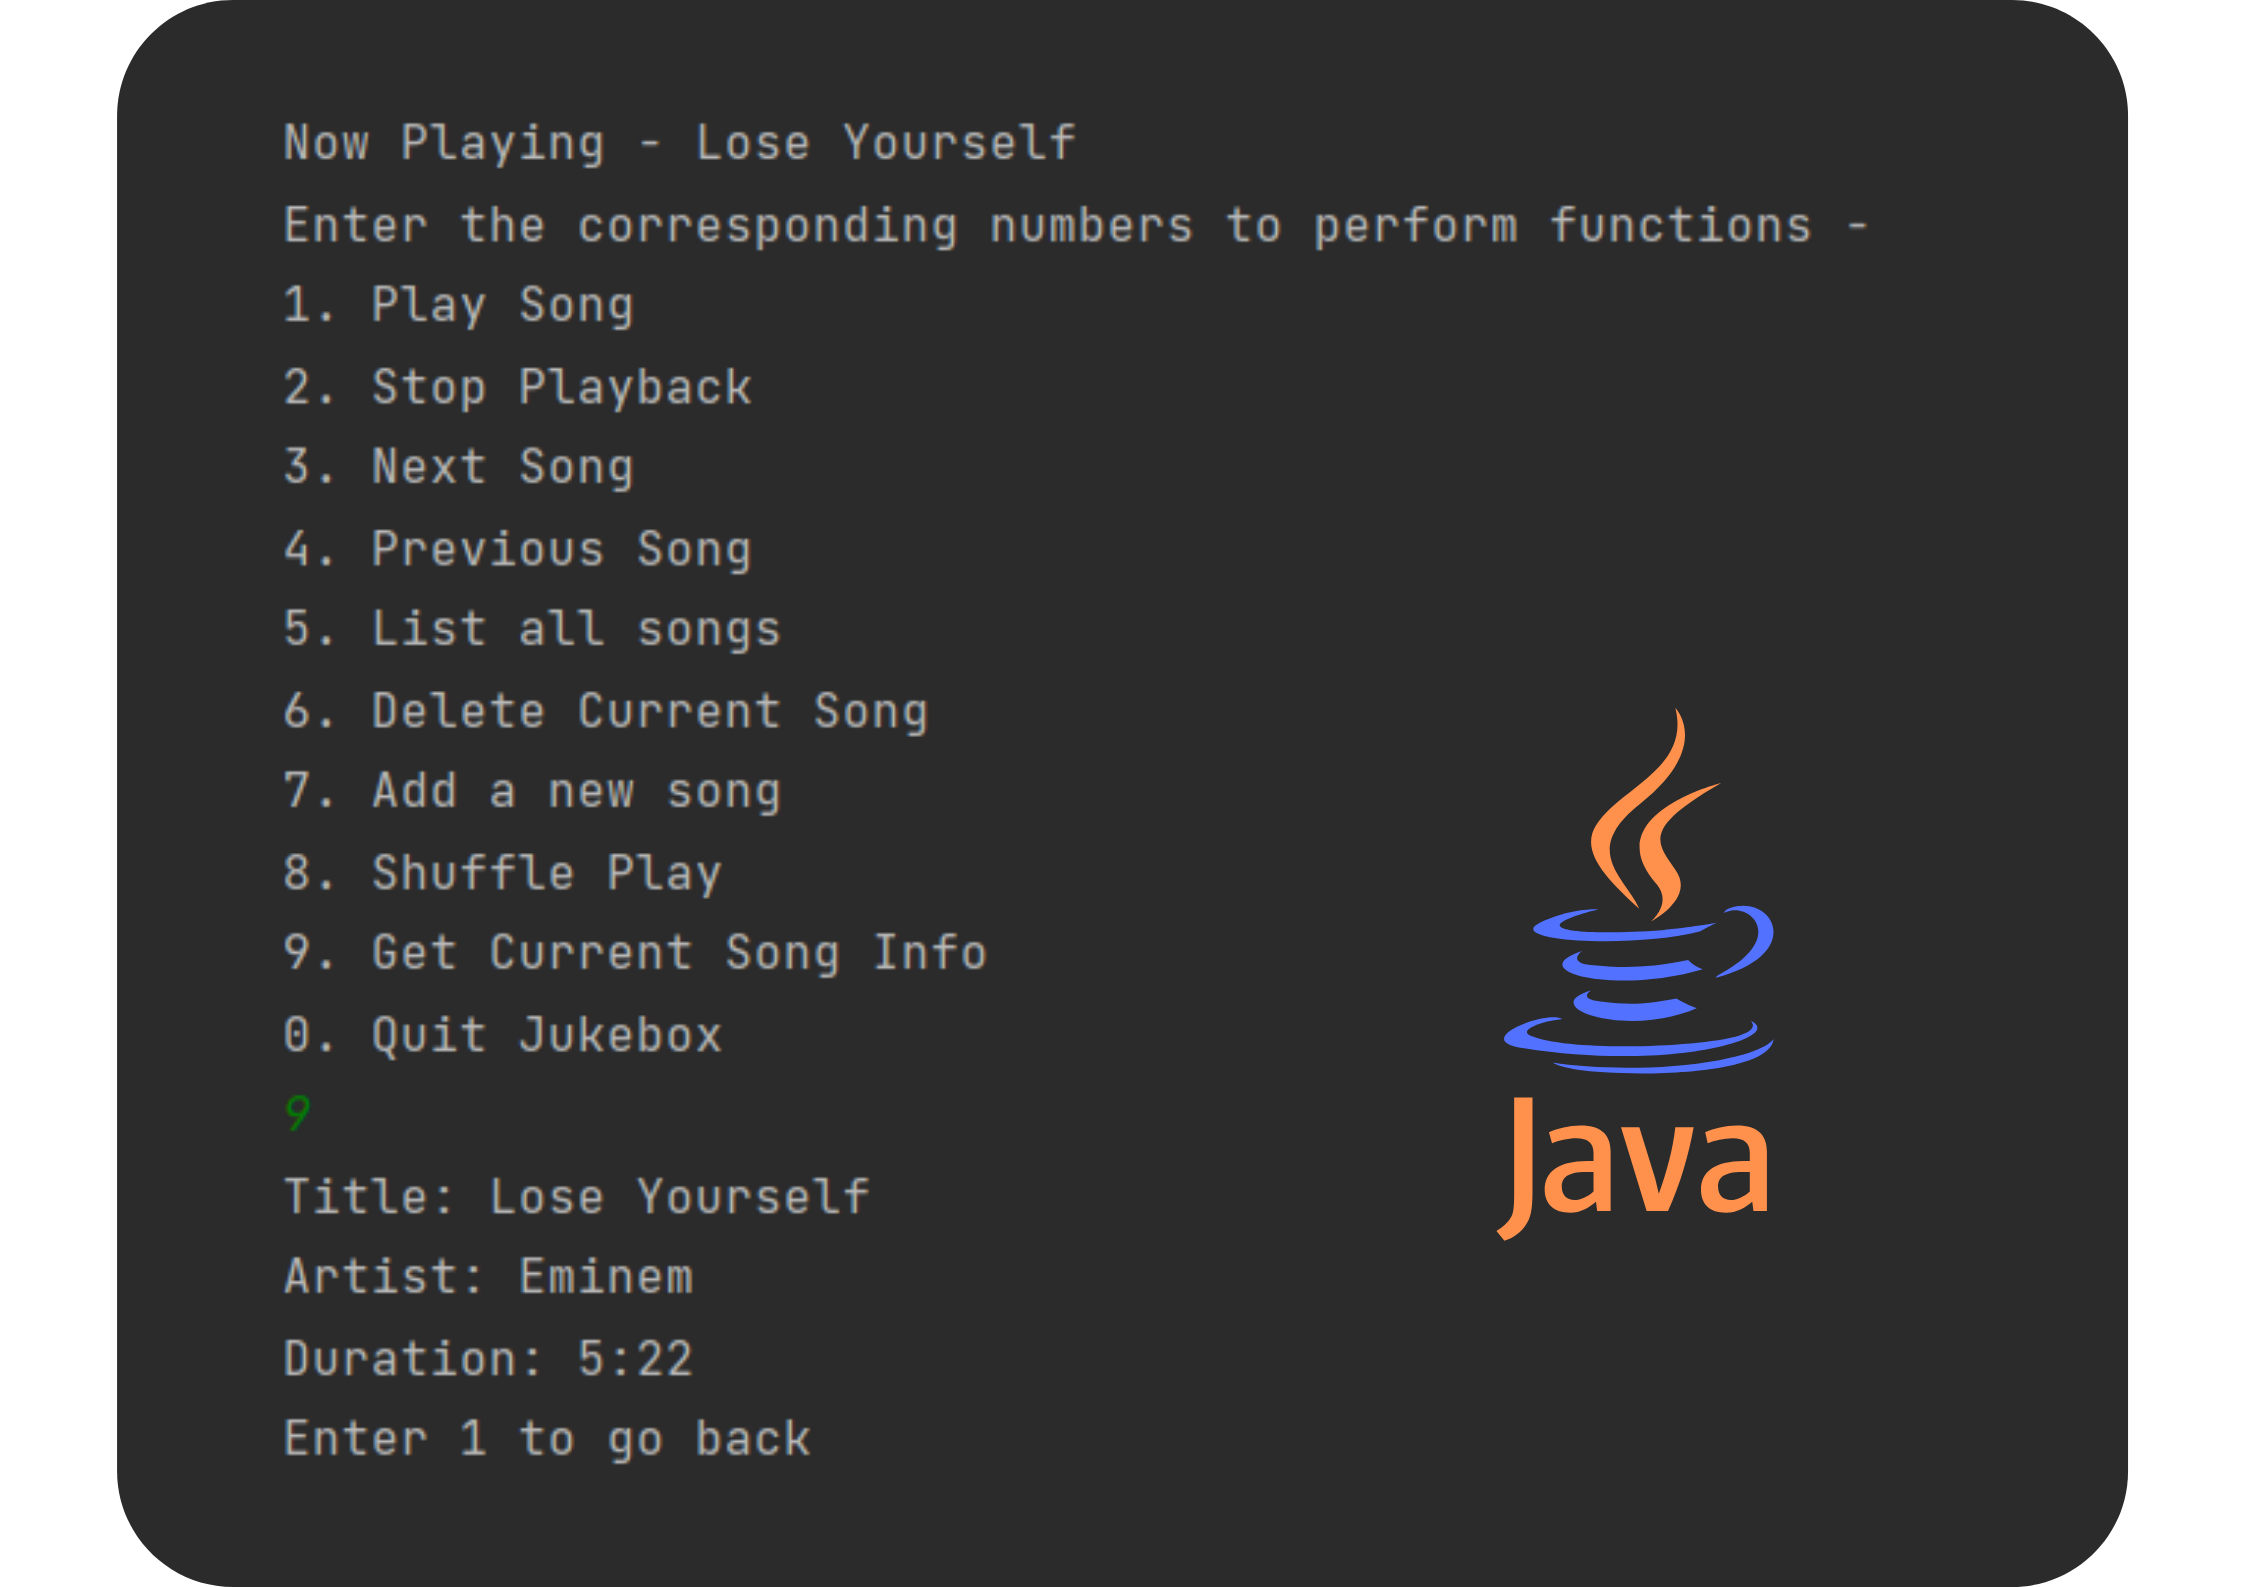 Now Playing - Lose Yourself
Enter the corresponding numbers to perform functions -
1. Play Song
2. Stop Playback
3. Next Song
4. Previous Song
5. List all songs
6. Delete Current Song
7. Add a new song
8. Shuffle Play
9. Get Current Song Info
0. Quit Jukebox
9
Title: Lose Yourself
Artist: Eminem
Duration: 5:22
Enter 1 to go back
Java